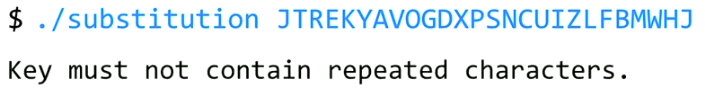 $ ./substitution JTREKYAVOGDXPSNCUIZLFBMWHJ
Key must not contain repeated characters.